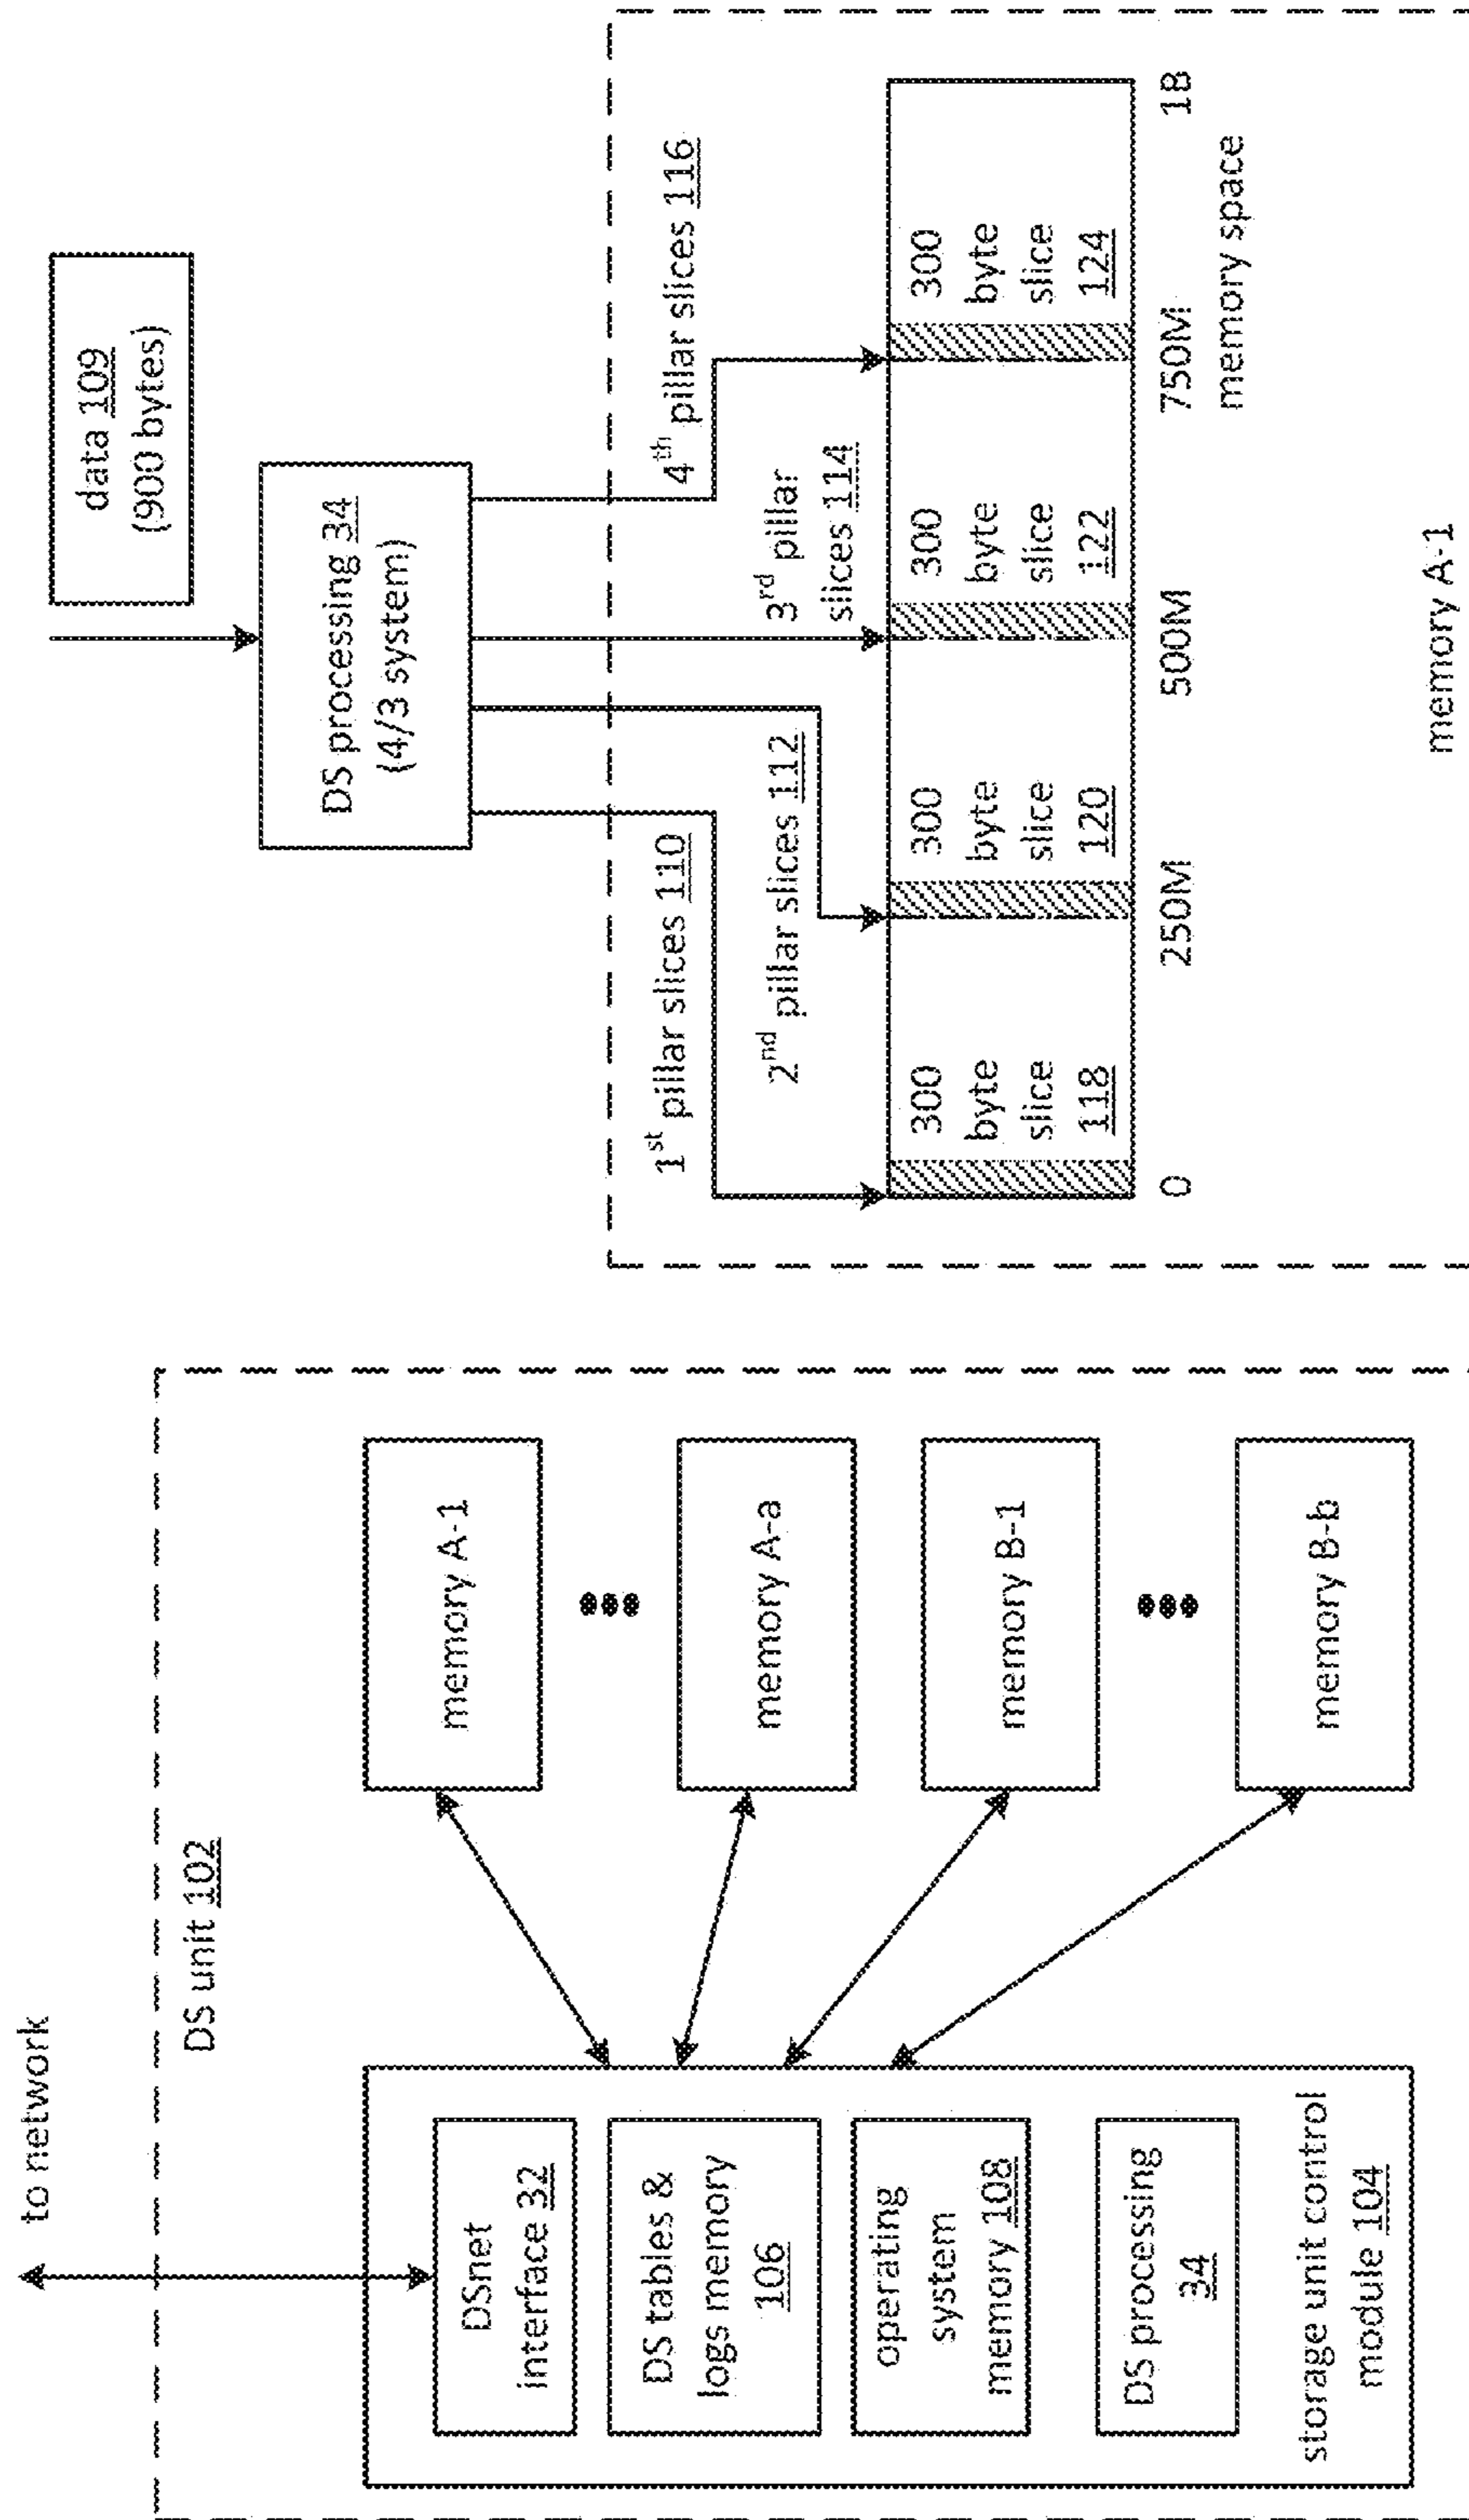 to network
DS unit 102
DSnet
interface 32
DS tables &
logs memory
106
operating
system
memory 108
DS processing
34
storage unit control
module 104
memory A-1
memory A-a
memory B-1
memory B-b
data 109
(900 bytes)
DS processing 34
(4/3 system)
1st pillar slices 110
2nd pillar slices 112
3rd pillar
slices 114
4th pillar slices 116
300
byte
slice
118
300
byte
slice
120
300
byte
slice
122
300
byte
slice
124
0
250M
500M
750M
1B
memory space
memory A-1